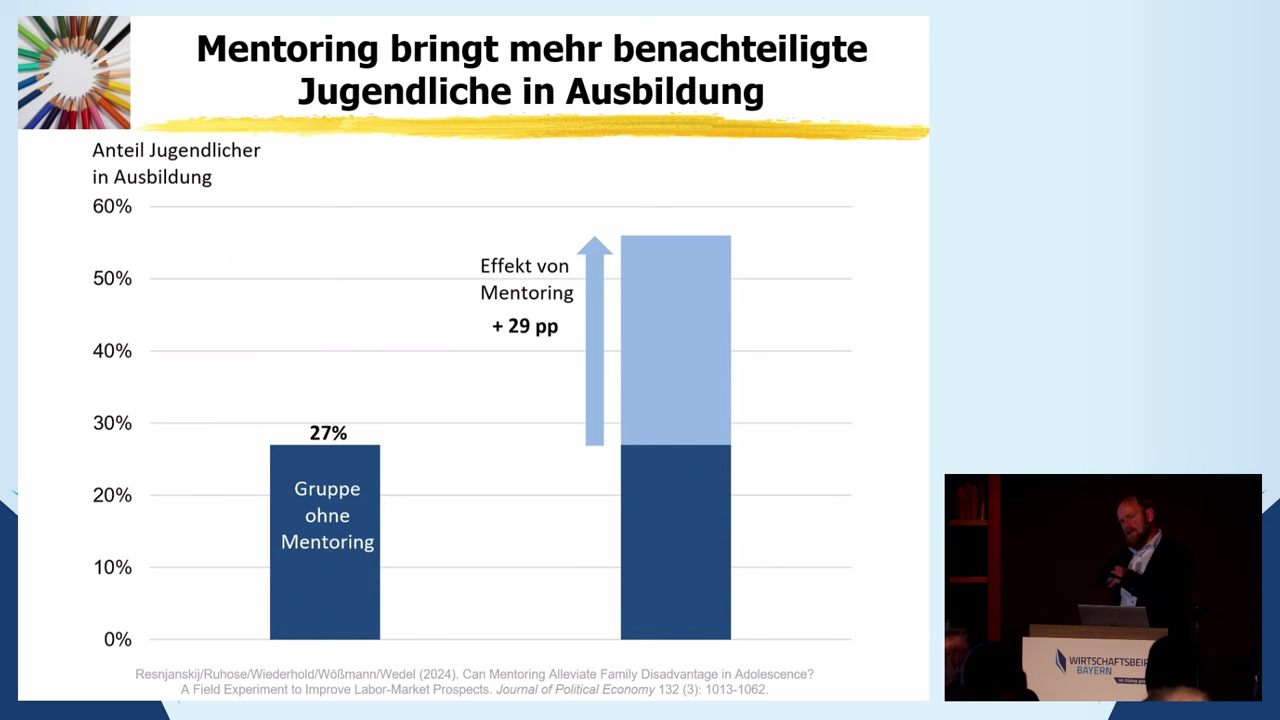 Mentoring bringt mehr benachteiligte
Jugendliche in Ausbildung
Anteil Jugendlicher
in Ausbildung
60%
50%
40%
30%
20%
10%
0%
27%
Gruppe
ohne
Mentoring
Effekt von
Mentoring
+ 29 pp
Resnjanskij/Ruhose/Wiederhold/Wößmann/Wedel (2024). Can Mentoring Alleviate Family Disadvantage in Adolescence?
A Field Experiment to Improve Labor-Market Prospects. Journal of Political Economy 132 (3): 1013-1062.
WIRTSCHAFTSBEIR
BAYERN